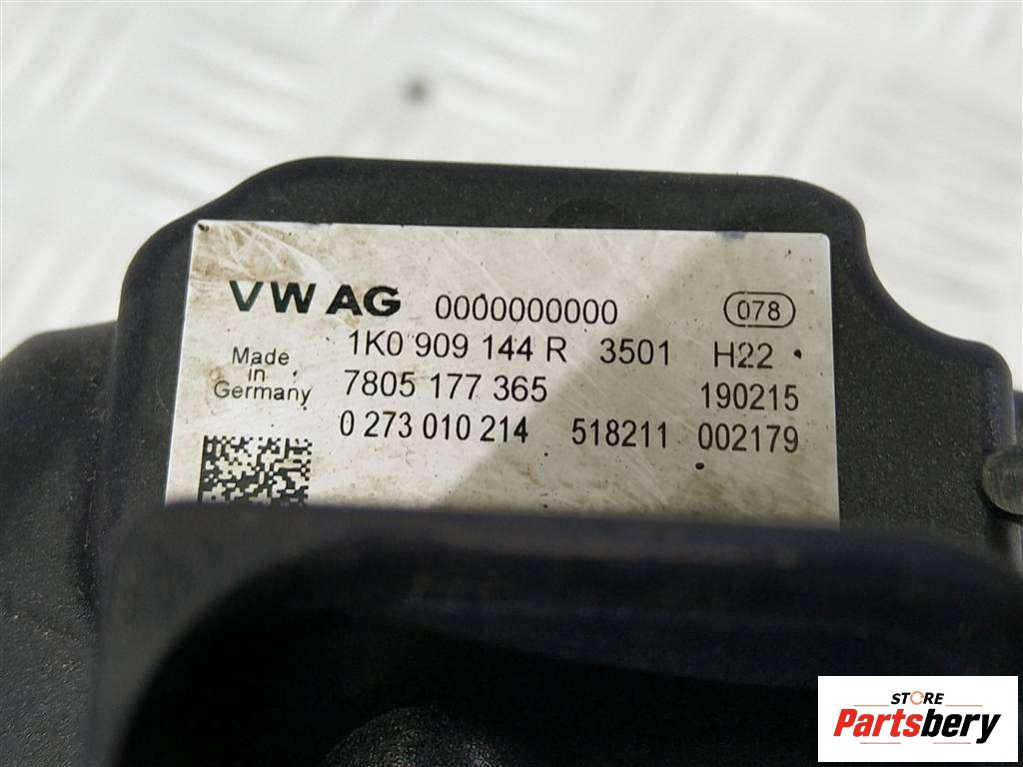 VW AG 0000000000 078
1K0 909 144 R 3501 H22
Made in Germany
7805 177 365 190215
0 273 010 214 518211 002179
STORE
Partsbery